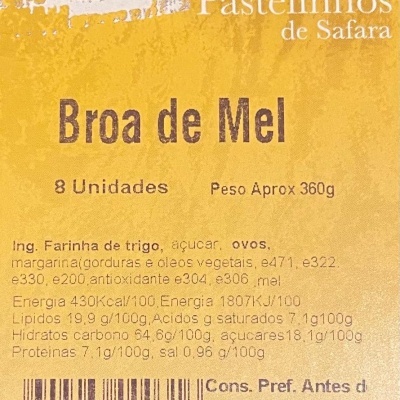 Pastelinhos
de Safara
Broa de Mel
8 Unidades Peso Aprox 360g
Ing. Farinha de trigo, açucar, ovos,
margarina(gorduras e oleos vegetais, e471, e322
e330, e200,antioxidante e304, e306 ,mel
Energia 430Kcal/100,Energia 1807KJ/100
Lipidos 19,9 g/100g,Acidos g saturados 7,1g100g
Hidratos carbono 64,6g/100g, açucares18,1g/100g
Proteinas 7,1g/100g, sal 0,96 g/100g
Cons. Pref. Antes d